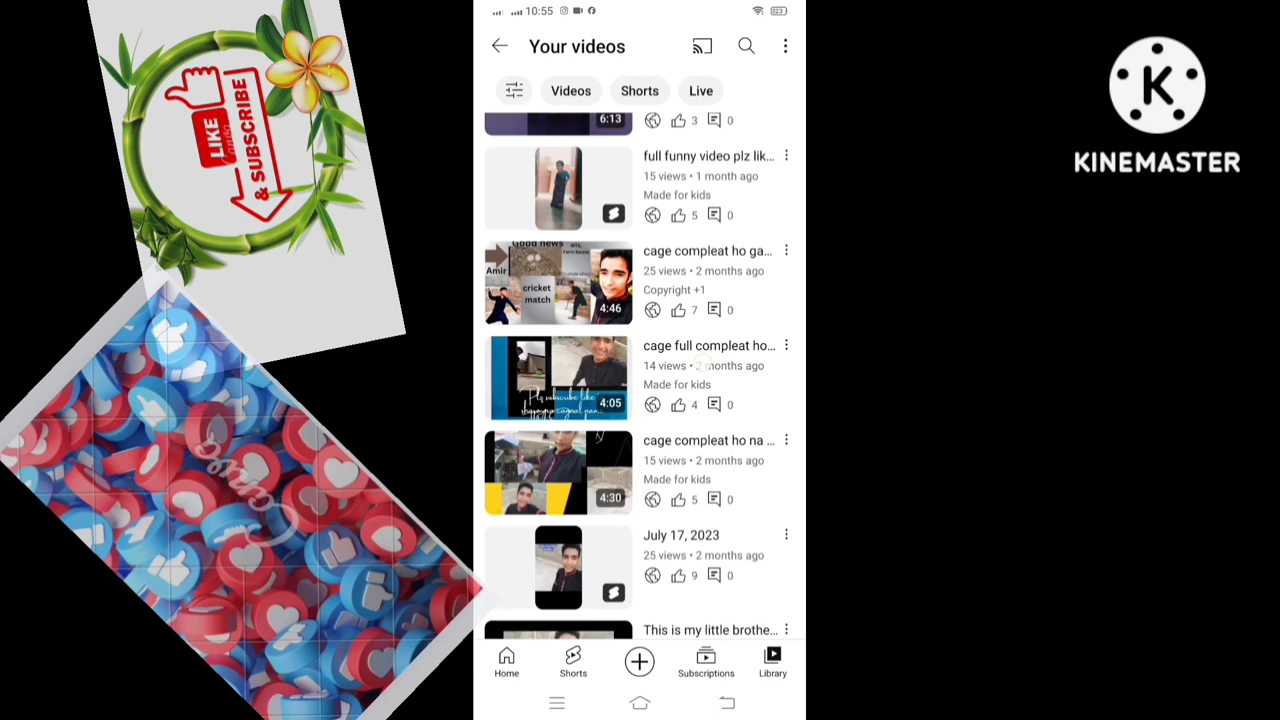 LIKE
& SUBSCRIBE
Canva
10:55
Your videos
Videos
Shorts
Live
6:13
3
0
full funny video plz lik...
15 views • 1 month ago
Made for kids
5
0
Good news
Amir
cricket
match
4:46
cage compleat ho ga...
25 views • 2 months ago
Copyright +1
7
0
Plz subscribe like
4:05
cage full compleat ho...
14 views • 2 months ago
Made for kids
4
0
4:30
cage compleat ho na ...
15 views • 2 months ago
Made for kids
5
0
July 17, 2023
25 views • 2 months ago
9
0
This is my little brothe...
Home
Shorts
Subscriptions
Library
K
KINEMASTER
Canva